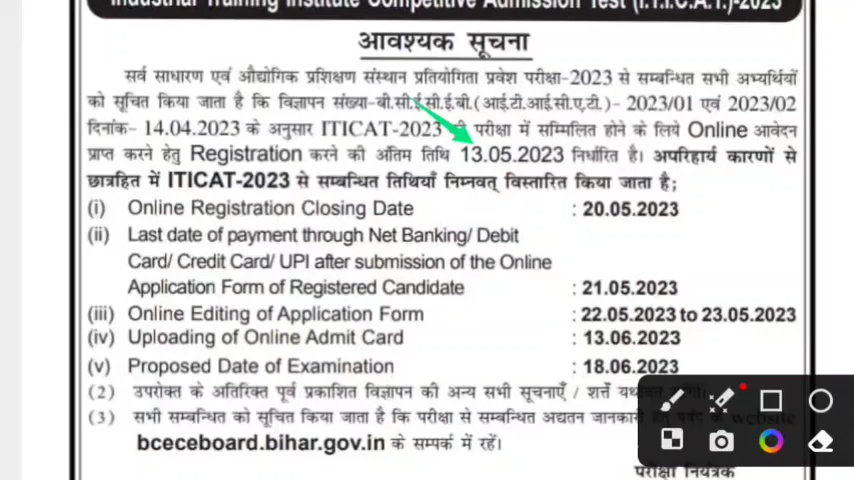 Industrial Training Institute Competitive Admission Test (I.T.I.C.A.T.)-2023
आवश्यक सूचना
सर्व साधारण एवं औद्योगिक प्रशिक्षण संस्थान प्रतियोगिता प्रवेश परीक्षा-2023 से सम्बन्धित सभी अभ्यर्थियों
को सूचित किया जाता है कि विज्ञापन संख्या-बी.सी.ई.सी.ई.बी.(आई.टी.आई.सी.ए.टी.)- 2023/01 एवं 2023/02
दिनांक- 14.04.2023 के अनुसार ITICAT-2023 परीक्षा में सम्मिलित होने के लिये Online आवेदन
प्राप्त करने हेतु Registration करने की अंतिम तिथि 13.05.2023 निर्धारित है। अपरिहार्य कारणों से
छात्रहित में ITICAT-2023 से सम्बन्धित तिथियाँ निम्नवत् विस्तारित किया जाता है;
(i) Online Registration Closing Date : 20.05.2023
(ii) Last date of payment through Net Banking/ Debit
Card/ Credit Card/ UPI after submission of the Online
Application Form of Registered Candidate : 21.05.2023
(iii) Online Editing of Application Form : 22.05.2023 to 23.05.2023
(iv) Uploading of Online Admit Card : 13.06.2023
(v) Proposed Date of Examination : 18.06.2023
(2) उपरोक्त के अतिरिक्त पूर्व प्रकाशित विज्ञापन की अन्य सभी सूचनाएँ / शर्त्तें
(3) सभी सम्बन्धित को सूचित किया जाता है कि परीक्षा से सम्बन्धित अद्यतन जानकारी website
bceceboard.bihar.gov.in के सम्पर्क में रहें।
परीक्षा नियंत्रक